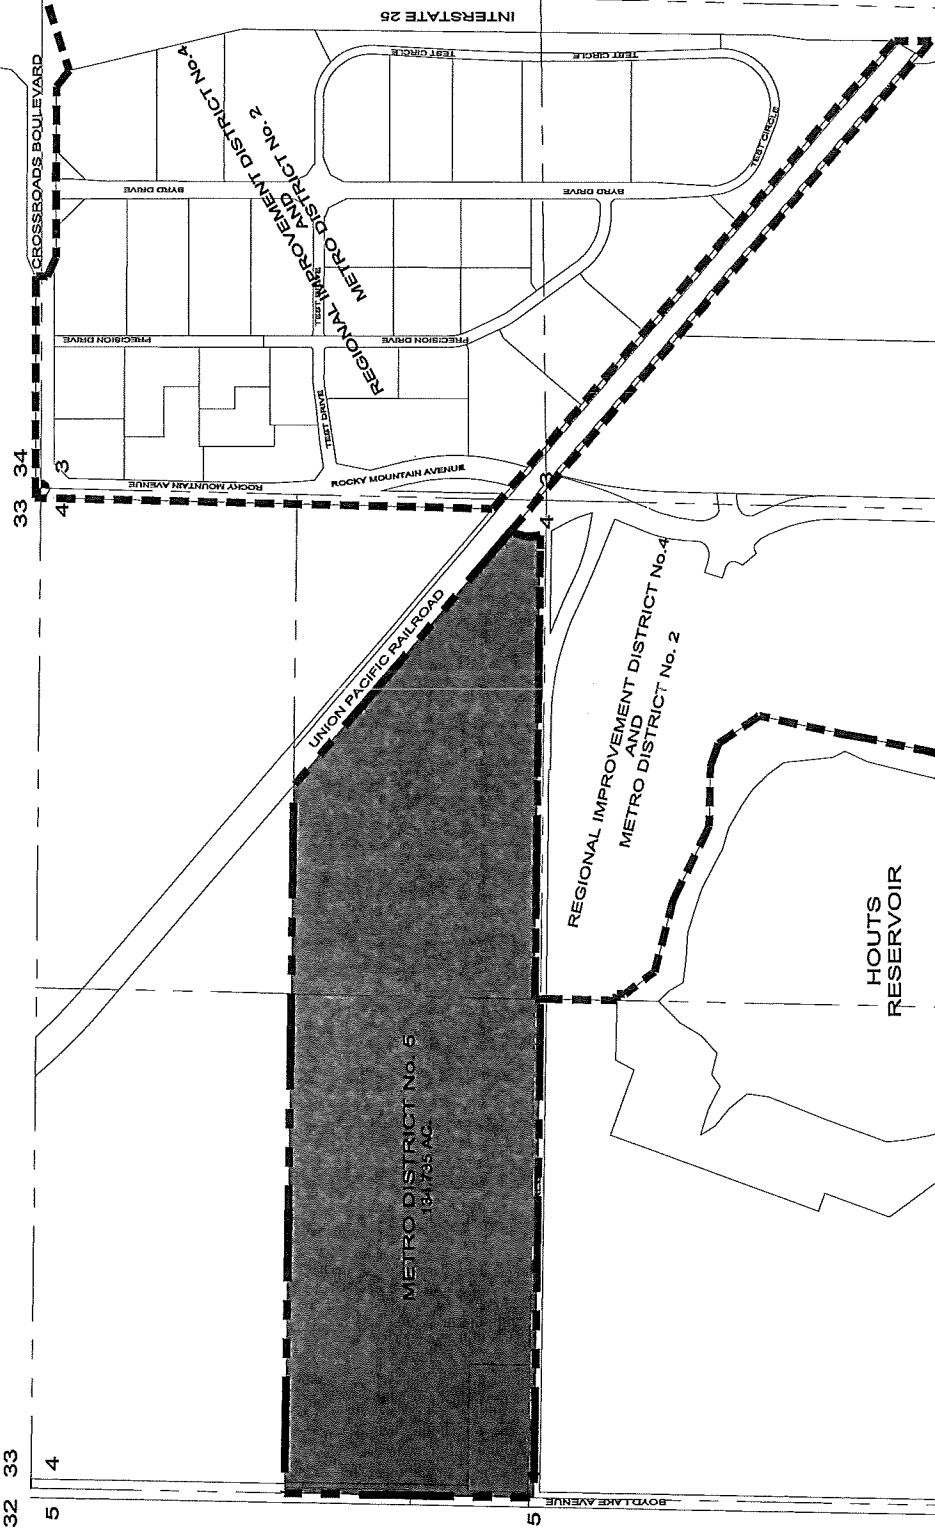 INTERSTATE 25
CROSSROADS BOULEVARD
TEST CIRCLE
TEST CIRCLE
TEST CIRCLE
BYRD DRIVE
BYRD DRIVE
REGIONAL IMPROVEMENT DISTRICT No.4
AND
METRO DISTRICT No. 2
PRECISION DRIVE
PRECISION DRIVE
TEST DRIVE
34
33
3
4
ROCKY MOUNTAIN AVENUE
ROCKY MOUNTAIN AVENUE
4
UNION PACIFIC RAILROAD
REGIONAL IMPROVEMENT DISTRICT No.4
AND
METRO DISTRICT No. 2
HOUTS
RESERVOIR
METRO DISTRICT No. 5
134.735 AC.
33
32
4
5
5
BOYD LAKE AVENUE